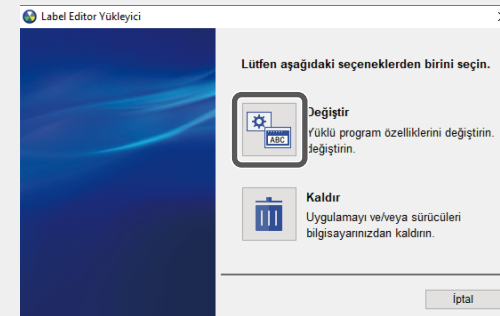 Label Editor Yükleyici
Lütfen aşağıdaki seçeneklerden birini seçin.
Değiştir
Yüklü program özelliklerini değiştirin.
değiştirin.
ABC
Kaldır
Uygulamayı ve/veya sürücüleri
bilgisayarınızdan kaldırın.
İptal